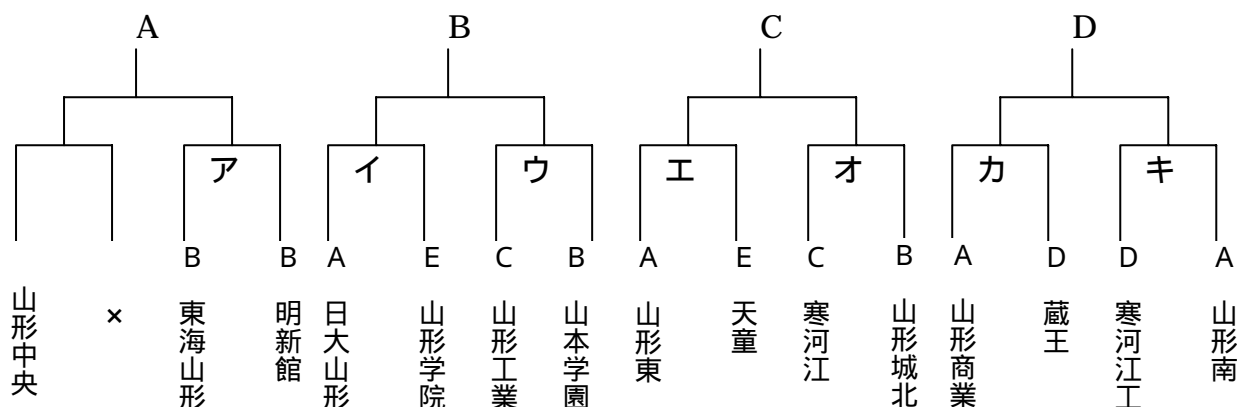 A B C D
ア イ ウ エ オ カ キ
B B A E C B A E C B A D D A
山形中央
×
東海山形
明新館
日大山形
山形学院
山形工業
山本学園
山形東
天童
寒河江
山形城北
山形商業
蔵王
寒河江工
山形南